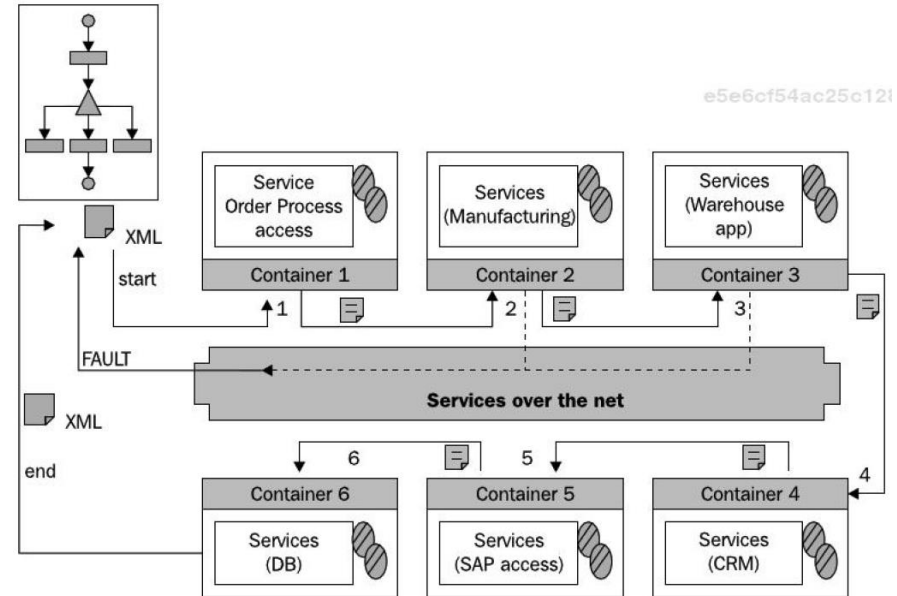 e5e6cf54ac25c128
Service
Order Process
access
Container 1
Services
(Manufacturing)
Container 2
Services
(Warehouse
app)
Container 3
XML
start
1
2
3
FAULT
Services over the net
XML
end
6
5
4
Container 6
Services
(DB)
Container 5
Services
(SAP access)
Container 4
Services
(CRM)